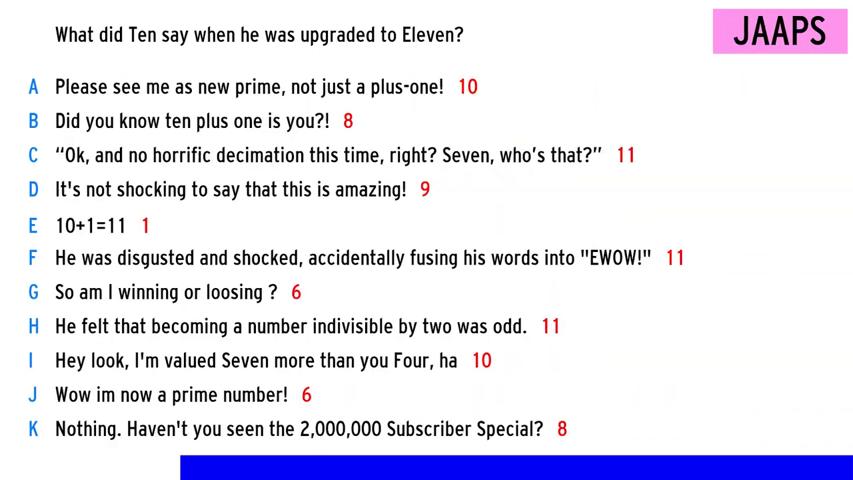 What did Ten say when he was upgraded to Eleven?
JAAPS
A Please see me as new prime, not just a plus-one! 10
B Did you know ten plus one is you?! 8
C “Ok, and no horrific decimation this time, right? Seven, who’s that?” 11
D It's not shocking to say that this is amazing! 9
E 10+1=11 1
F He was disgusted and shocked, accidentally fusing his words into "EWOW!" 11
G So am I winning or loosing ? 6
H He felt that becoming a number indivisible by two was odd. 11
I Hey look, I'm valued Seven more than you Four, ha 10
J Wow im now a prime number! 6
K Nothing. Haven't you seen the 2,000,000 Subscriber Special? 8